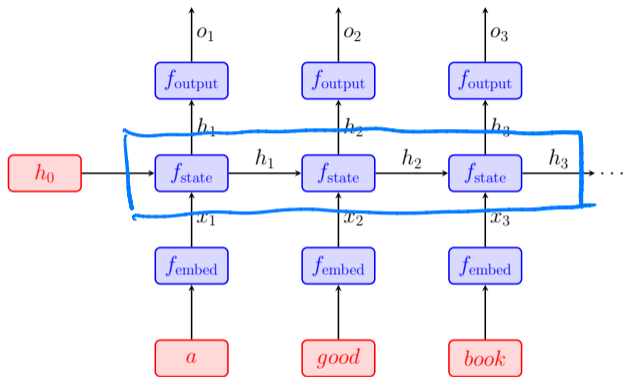 o₁ o₂ o₃
f_output f_output f_output
h₁ h₂ h₃
h₀ f_state h₁ f_state h₂ f_state h₃ ...
x₁ x₂ x₃
f_embed f_embed f_embed
a good book